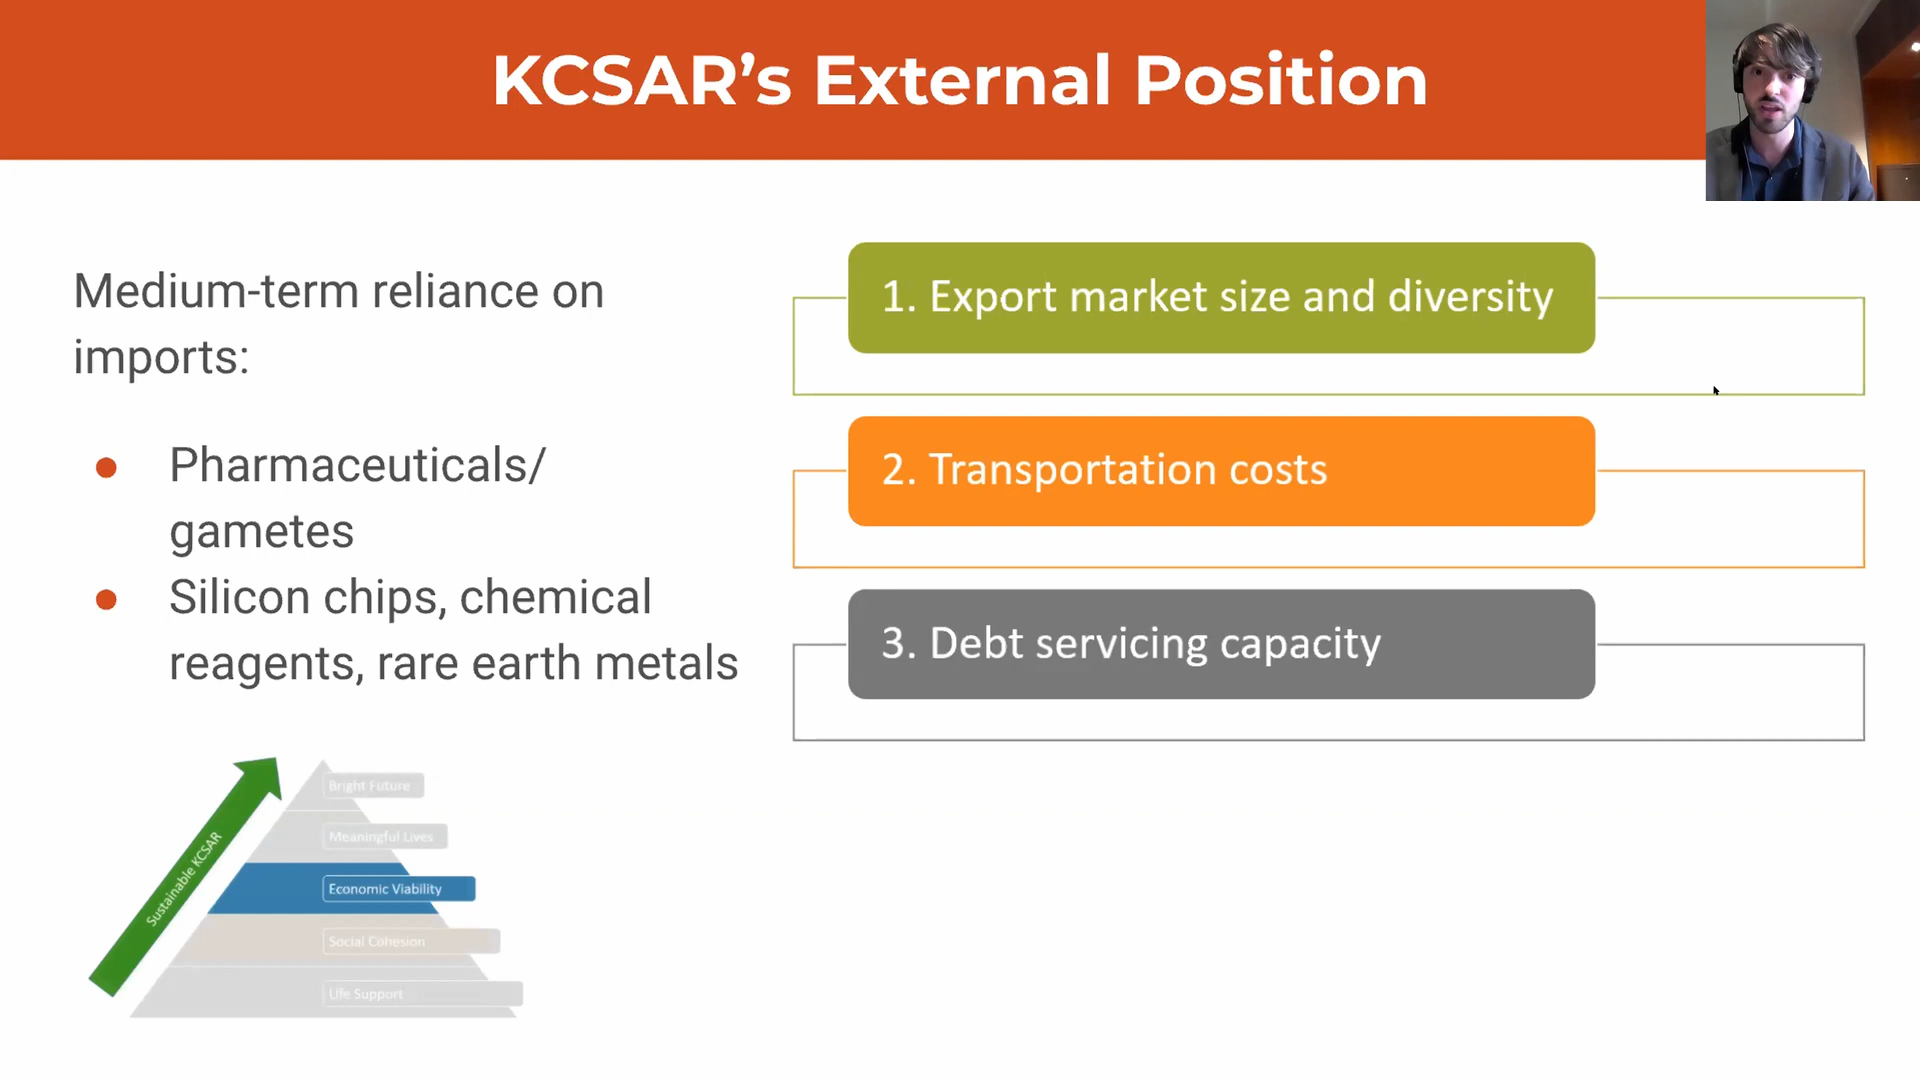 KCSAR’s External Position
Medium-term reliance on
imports:
● Pharmaceuticals/
gametes
● Silicon chips, chemical
reagents, rare earth metals
1. Export market size and diversity
2. Transportation costs
3. Debt servicing capacity
Sustainable KCSAR
Bright Future
Meaningful Lives
Economic Viability
Social Cohesion
Life Support